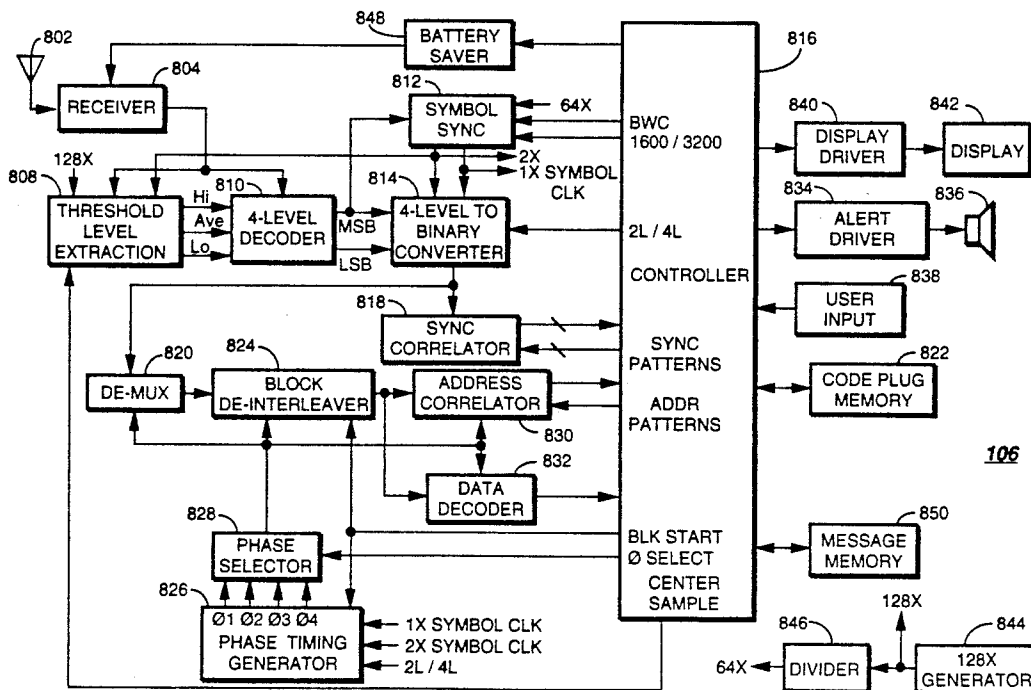 802
848
BATTERY
SAVER
816
804
RECEIVER
812
SYMBOL
SYNC
64X
BWC
1600 / 3200
840
DISPLAY
DRIVER
842
DISPLAY
128X
808
THRESHOLD
LEVEL
EXTRACTION
Hi
Ave
Lo
810
4-LEVEL
DECODER
MSB
LSB
814
4-LEVEL TO
BINARY
CONVERTER
2X
1X SYMBOL
CLK
2L / 4L
834
ALERT
DRIVER
836
CONTROLLER
838
USER
INPUT
818
SYNC
CORRELATOR
SYNC
PATTERNS
822
CODE PLUG
MEMORY
820
DE-MUX
824
BLOCK
DE-INTERLEAVER
ADDRESS
CORRELATOR
830
ADDR
PATTERNS
106
832
DATA
DECODER
828
PHASE
SELECTOR
BLK START
Ø SELECT
CENTER
SAMPLE
850
MESSAGE
MEMORY
826
Ø1 Ø2 Ø3 Ø4
PHASE TIMING
GENERATOR
1X SYMBOL CLK
2X SYMBOL CLK
2L / 4L
64X
846
DIVIDER
128X
844
128X
GENERATOR